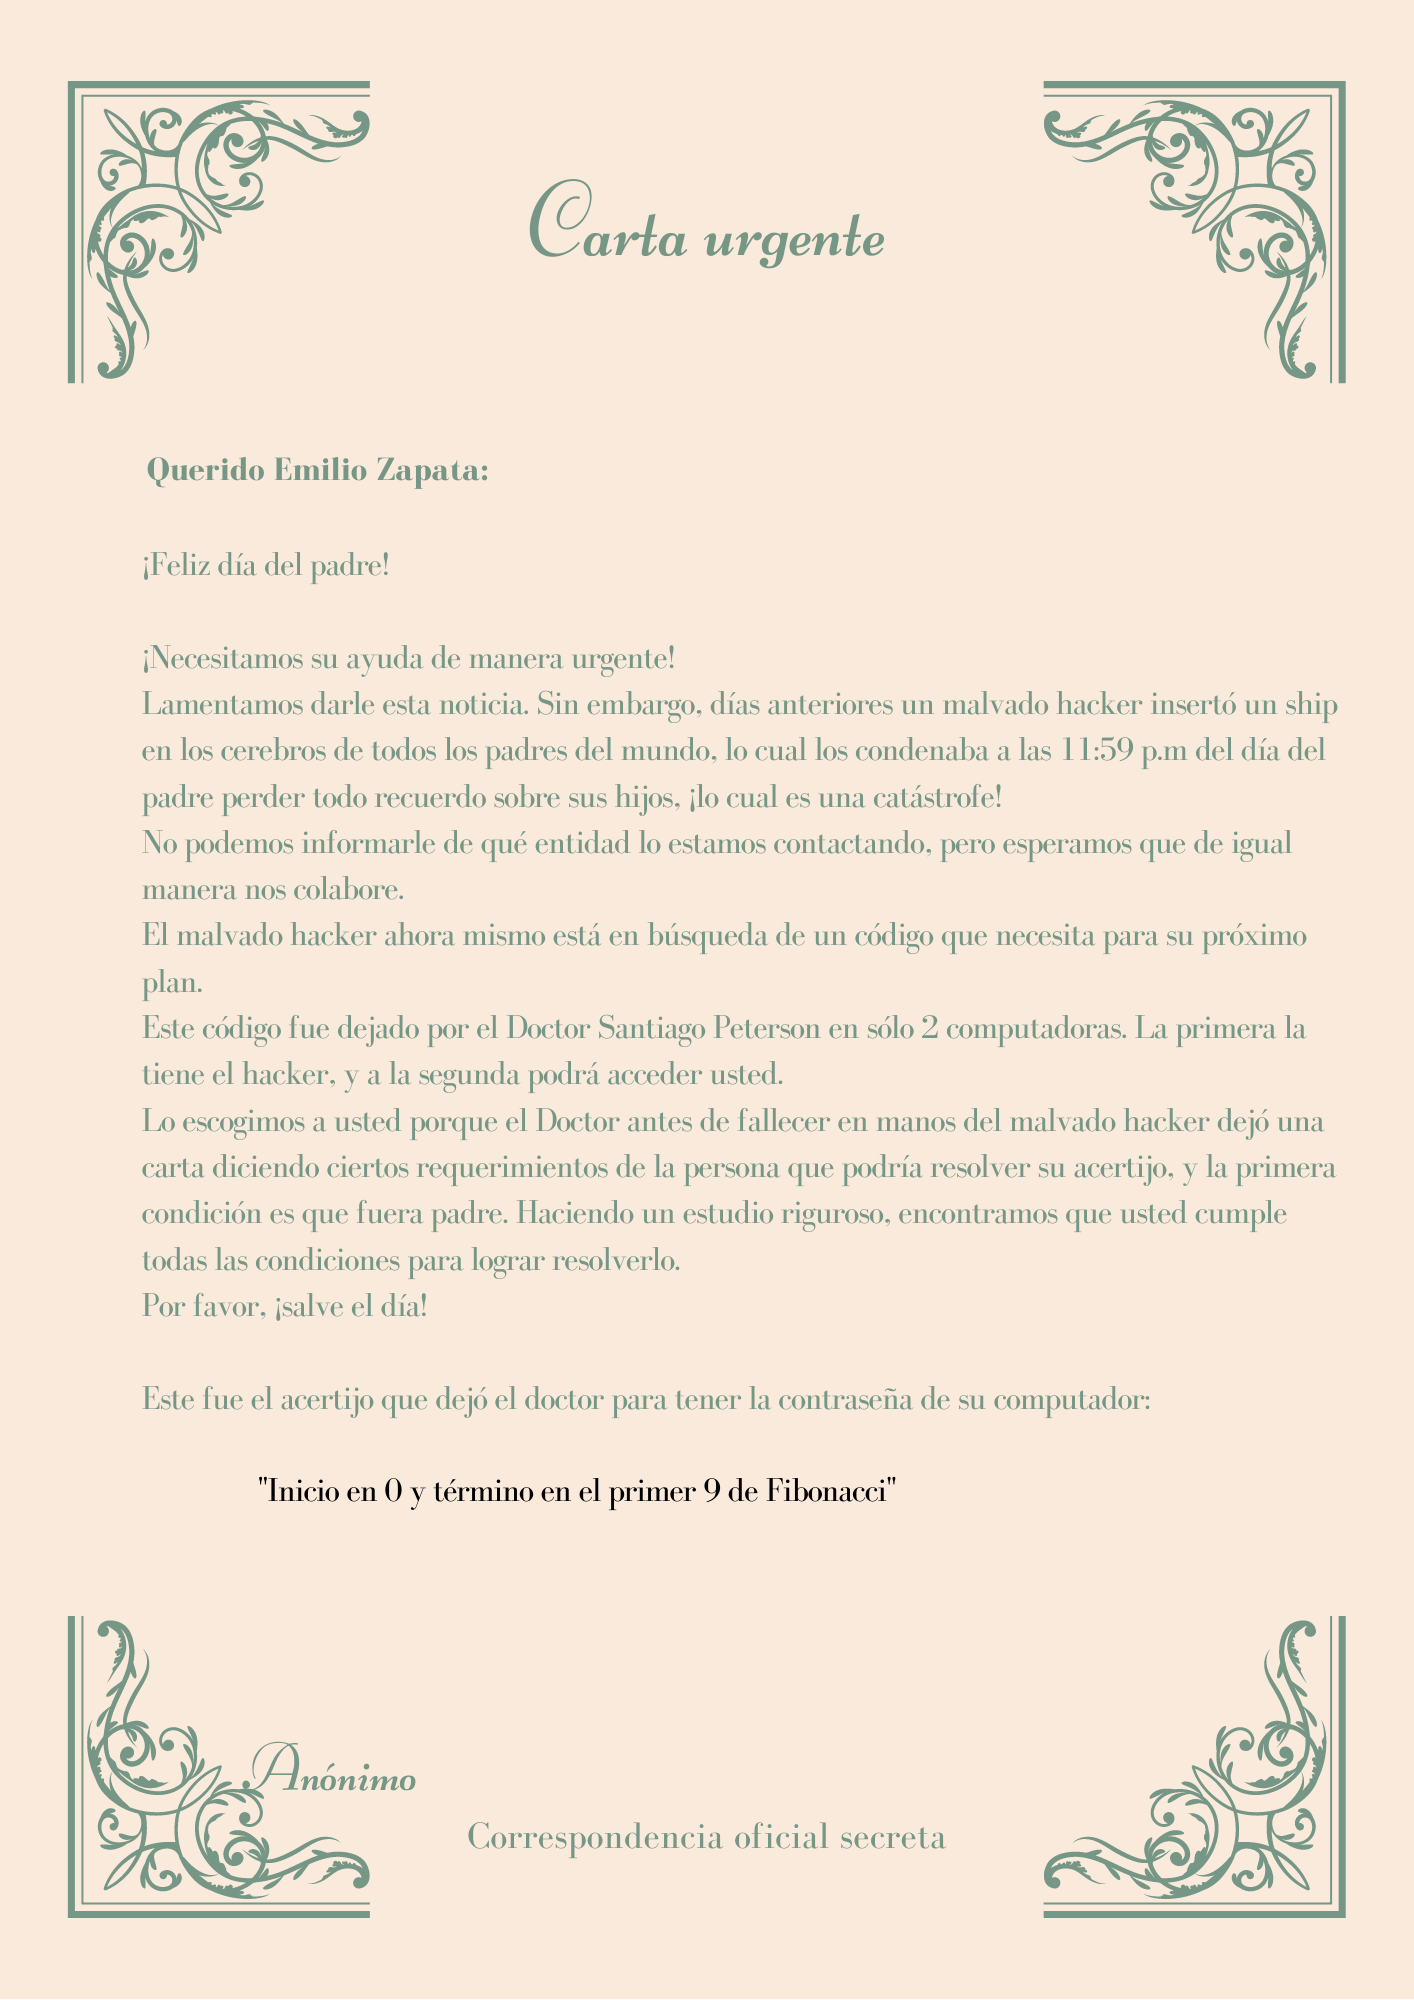 Carta urgente
Querido Emilio Zapata:
¡Feliz día del padre!
¡Necesitamos su ayuda de manera urgente!
Lamentamos darle esta noticia. Sin embargo, días anteriores un malvado hacker insertó un ship
en los cerebros de todos los padres del mundo, lo cual los condenaba a las 11:59 p.m del día del
padre perder todo recuerdo sobre sus hijos, ¡lo cual es una catástrofe!
No podemos informarle de qué entidad lo estamos contactando, pero esperamos que de igual
manera nos colabore.
El malvado hacker ahora mismo está en búsqueda de un código que necesita para su próximo
plan.
Este código fue dejado por el Doctor Santiago Peterson en sólo 2 computadoras. La primera la
tiene el hacker, y a la segunda podrá acceder usted.
Lo escogimos a usted porque el Doctor antes de fallecer en manos del malvado hacker dejó una
carta diciendo ciertos requerimientos de la persona que podría resolver su acertijo, y la primera
condición es que fuera padre. Haciendo un estudio riguroso, encontramos que usted cumple
todas las condiciones para lograr resolverlo.
Por favor, ¡salve el día!
Este fue el acertijo que dejó el doctor para tener la contraseña de su computador:
"Inicio en 0 y término en el primer 9 de Fibonacci"
Anónimo
Correspondencia oficial secreta